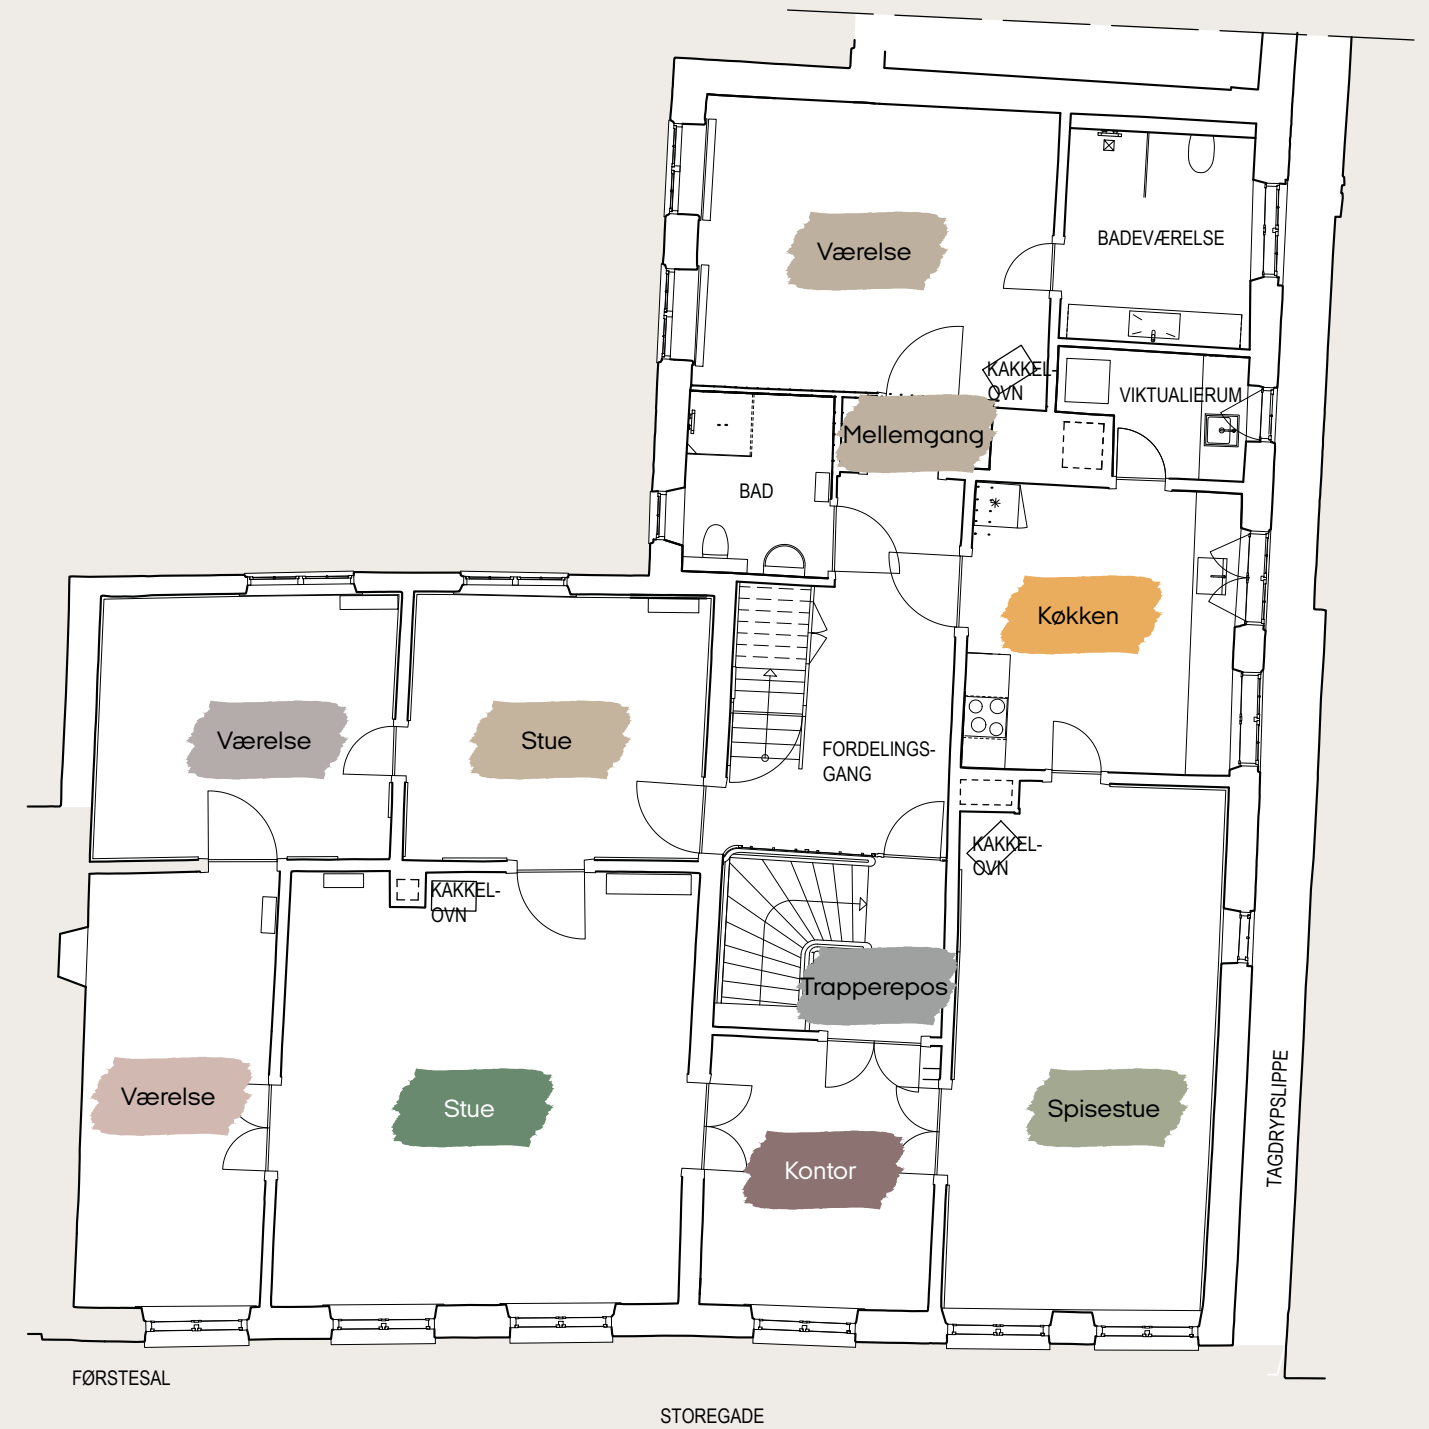 BADEVÆRELSE
Værelse
KAKKEL-
OVN
VIKTUALIERUM
Mellemgang
BAD
Køkken
Værelse
Stue
FORDELINGS-
GANG
KAKKEL-
OVN
KAKKEL-
OVN
Trapperepos
Værelse
Stue
Spisestue
TAGDRYPSLIPPE
Kontor
FØRSTESAL
STOREGADE